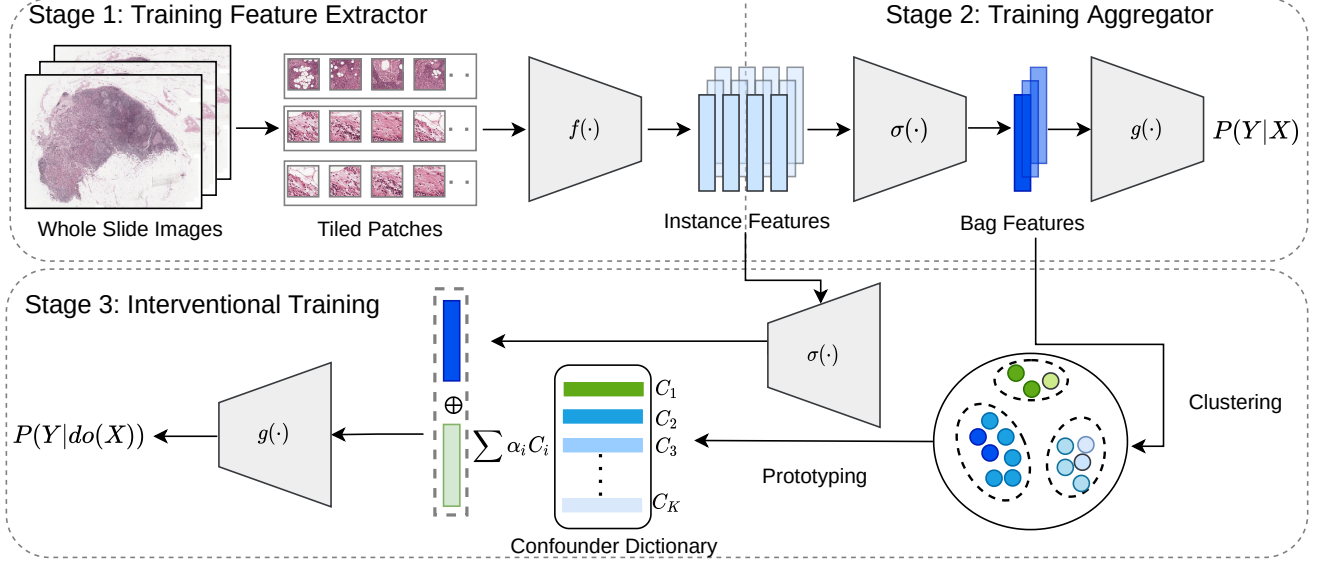 Stage 1: Training Feature Extractor
Stage 2: Training Aggregator
f(·)
σ(·)
g(·)
P(Y|X)
Whole Slide Images
Tiled Patches
Instance Features
Bag Features
Stage 3: Interventional Training
σ(·)
C₁
C₂
C₃
C_K
⊕
∑ αᵢCᵢ
g(·)
P(Y|do(X))
Clustering
Prototyping
Confounder Dictionary